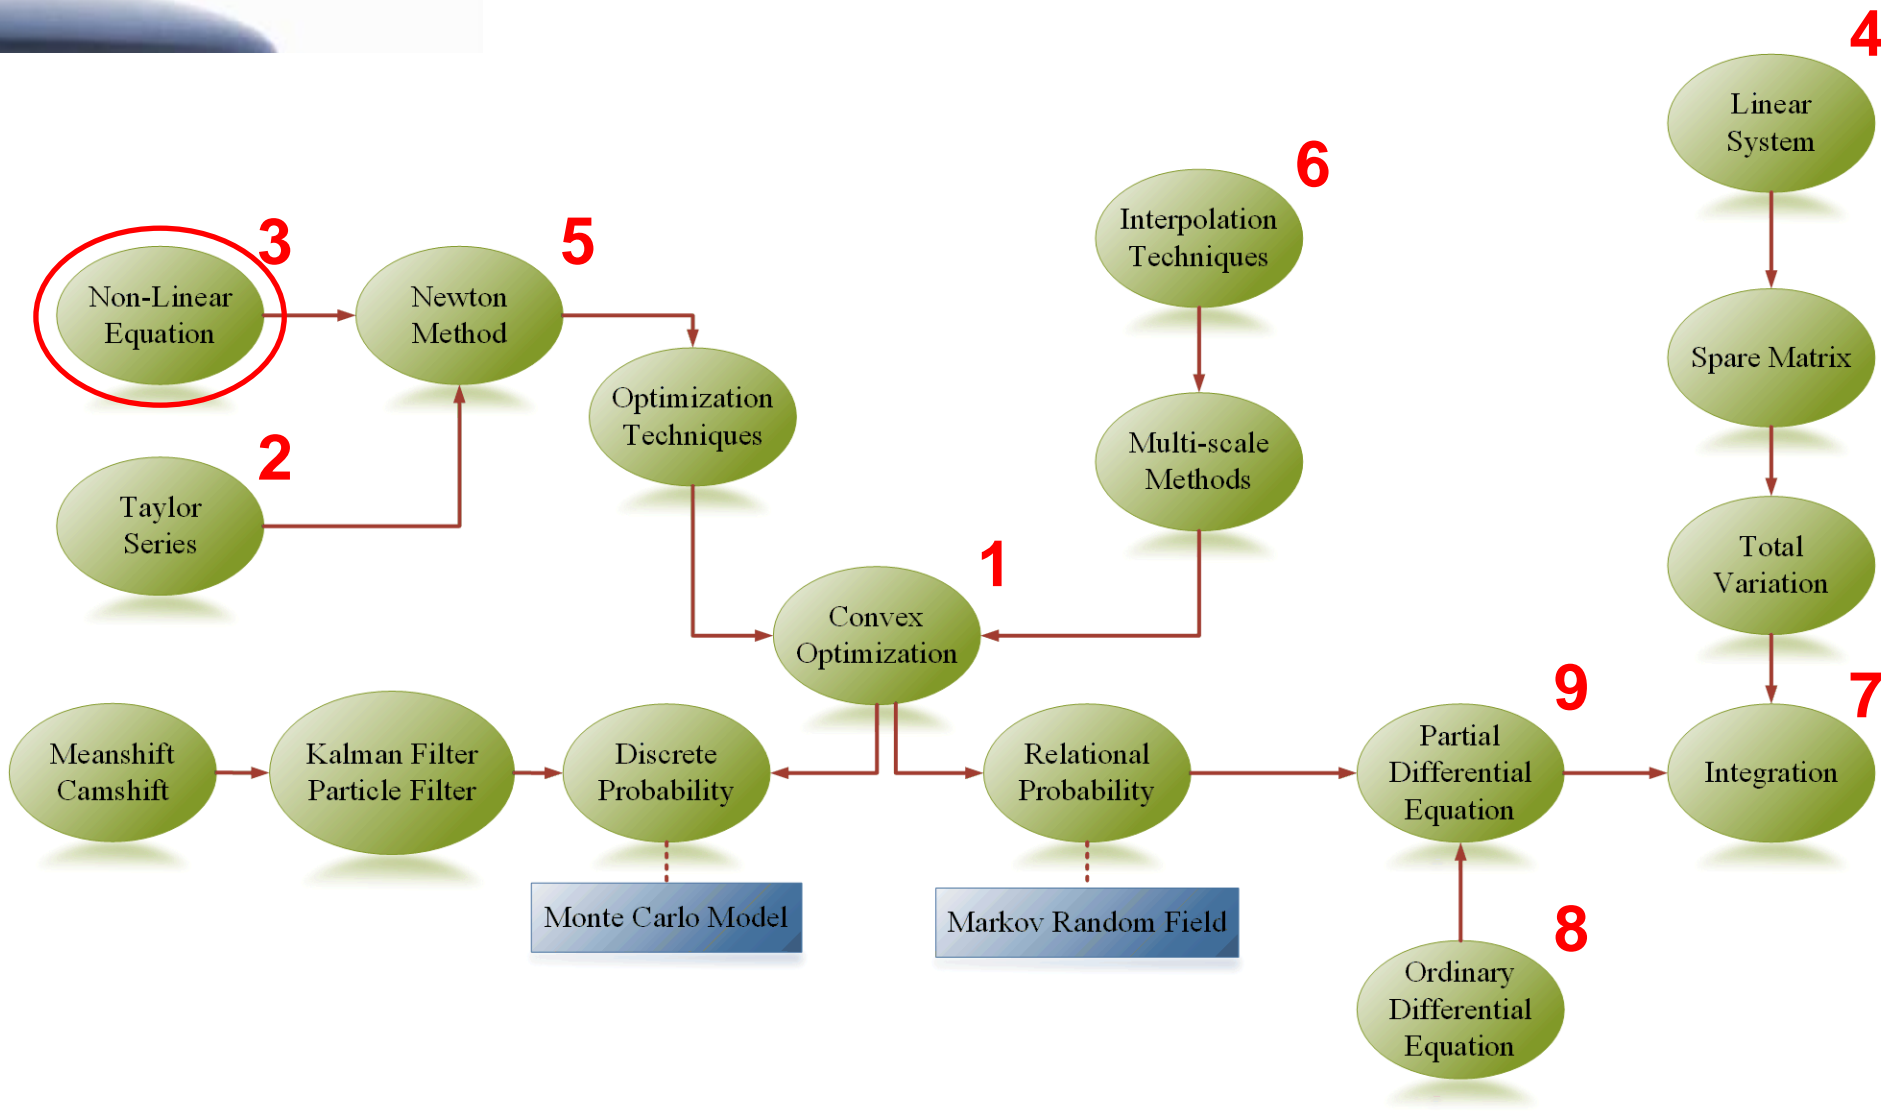 4
Linear
System
6
Interpolation
Techniques
3
Non-Linear
Equation
5
Newton
Method
Spare Matrix
Optimization
Techniques
Multi-scale
Methods
2
Taylor
Series
Total
Variation
1
Convex
Optimization
Meanshift
Camshift
Kalman Filter
Particle Filter
Discrete
Probability
Relational
Probability
9
Partial
Differential
Equation
7
Integration
Monte Carlo Model
Markov Random Field
8
Ordinary
Differential
Equation